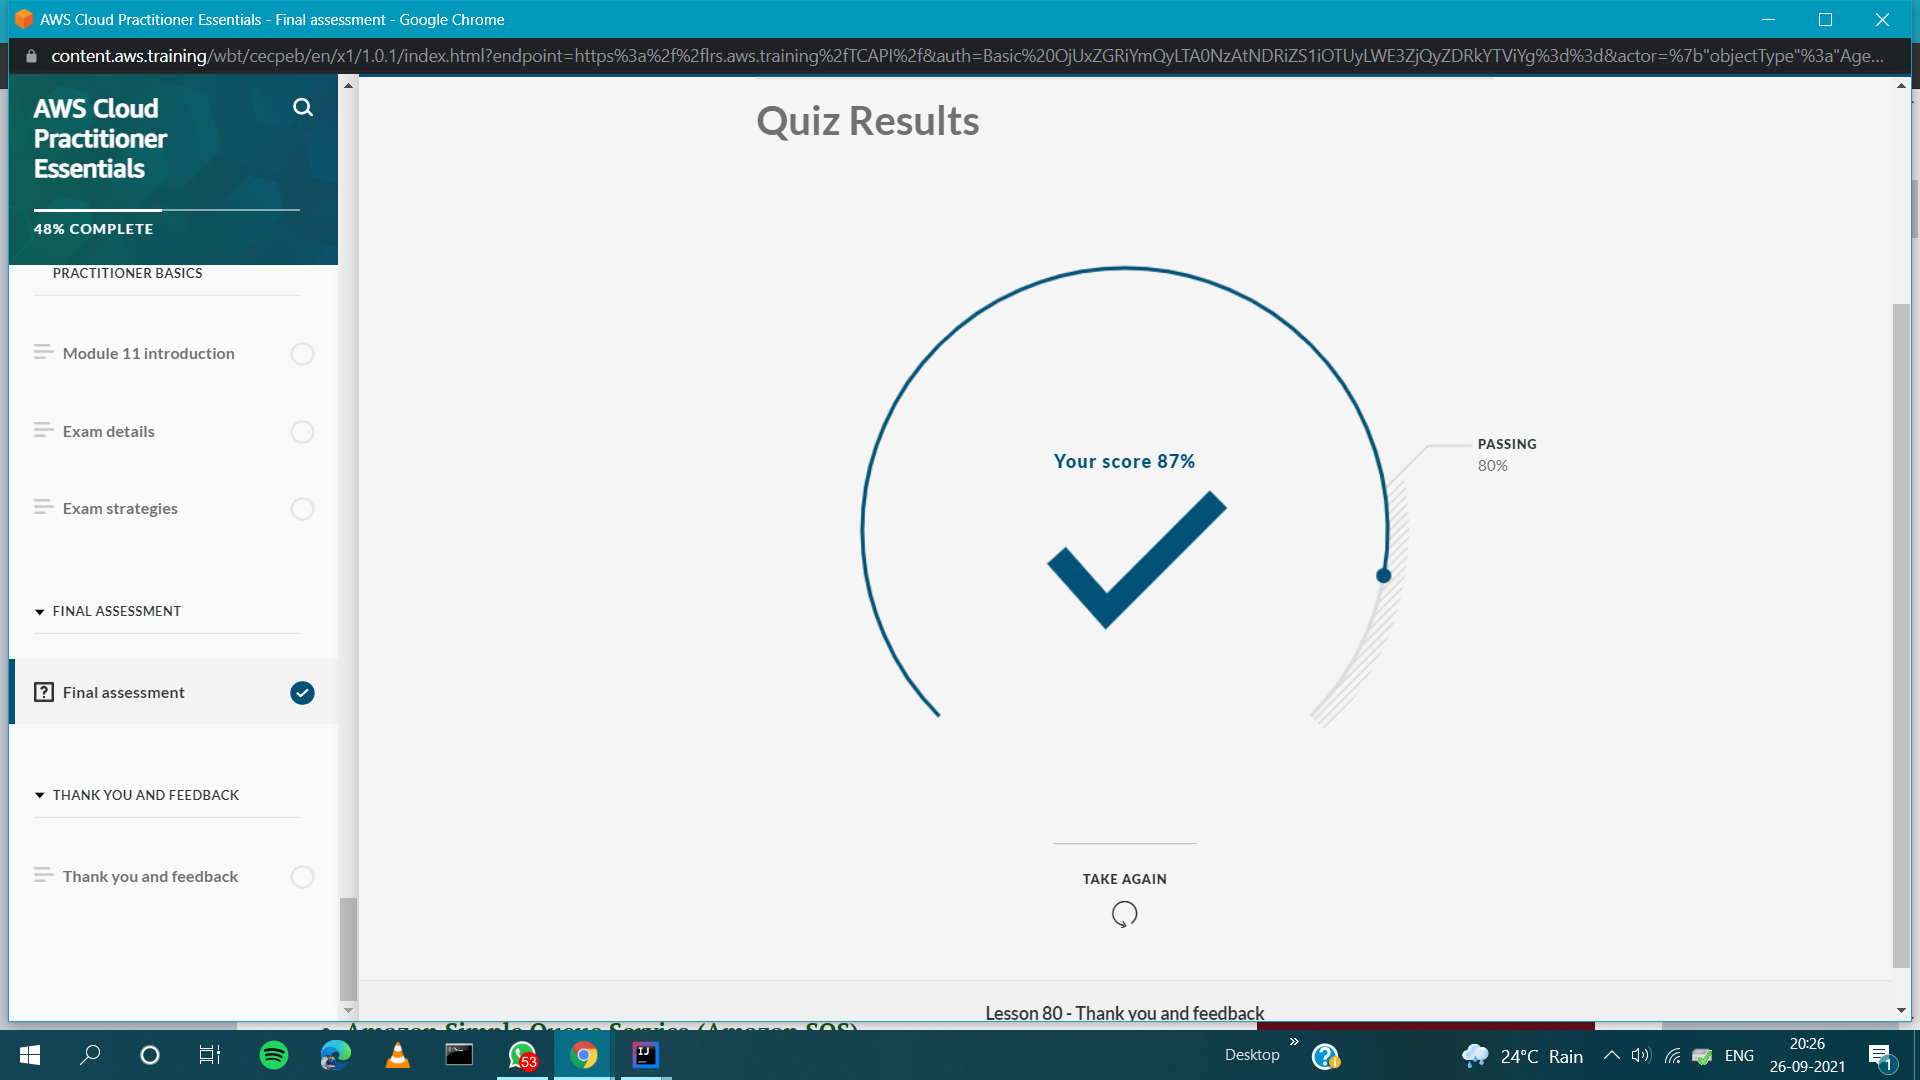 AWS Cloud Practitioner Essentials - Final assessment - Google Chrome
content.aws.training/wbt/cecpeb/en/x1/1.0.1/index.html?endpoint=https%3a%2f%2flrs.aws.training%2fTCAPI%2f&auth=Basic%20OjUxZGRiYmQyLTA0NzAtNDRiZS1iOTUyLWE3ZjQyZDRkYTViYg%3d%3d&actor=%7b"objectType"%3a"Age...
AWS Cloud
Practitioner
Essentials
48% COMPLETE
PRACTITIONER BASICS
Module 11 introduction
Exam details
Exam strategies
FINAL ASSESSMENT
Final assessment
THANK YOU AND FEEDBACK
Thank you and feedback
Quiz Results
Your score 87%
PASSING
80%
TAKE AGAIN
Lesson 80 - Thank you and feedback
Amazon Simple Queue Service (Amazon SQS)
53
IJ
Desktop
24°C Rain
ENG
20:26
26-09-2021
1